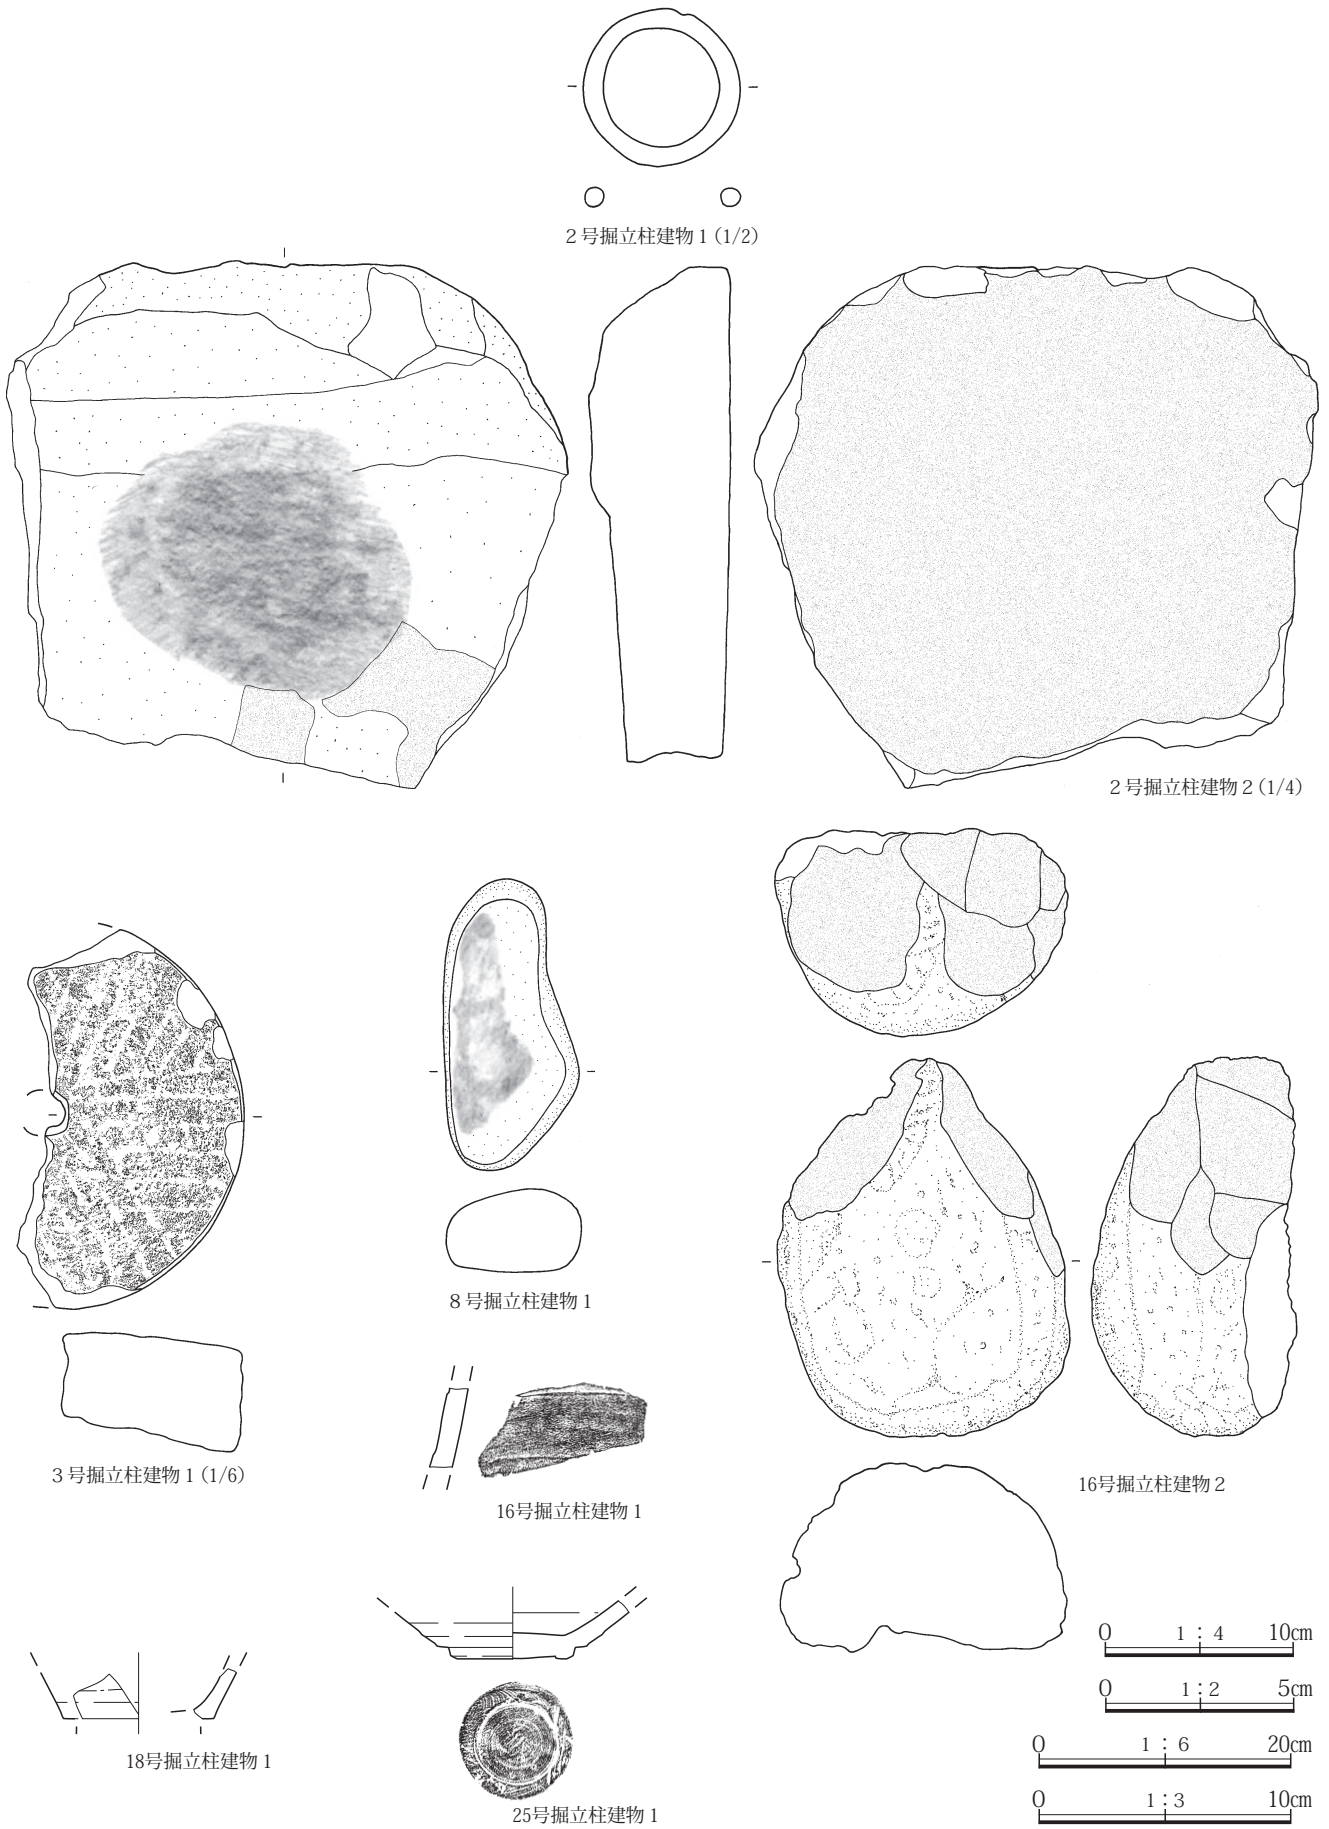 2号掘立柱建物1（1/2）
2号掘立柱建物2（1/4）
3号掘立柱建物1（1/6）
8号掘立柱建物1
16号掘立柱建物1
16号掘立柱建物2
18号掘立柱建物1
25号掘立柱建物1
0 1：4 10cm
0 1：2 5cm
0 1：6 20cm
0 1：3 10cm